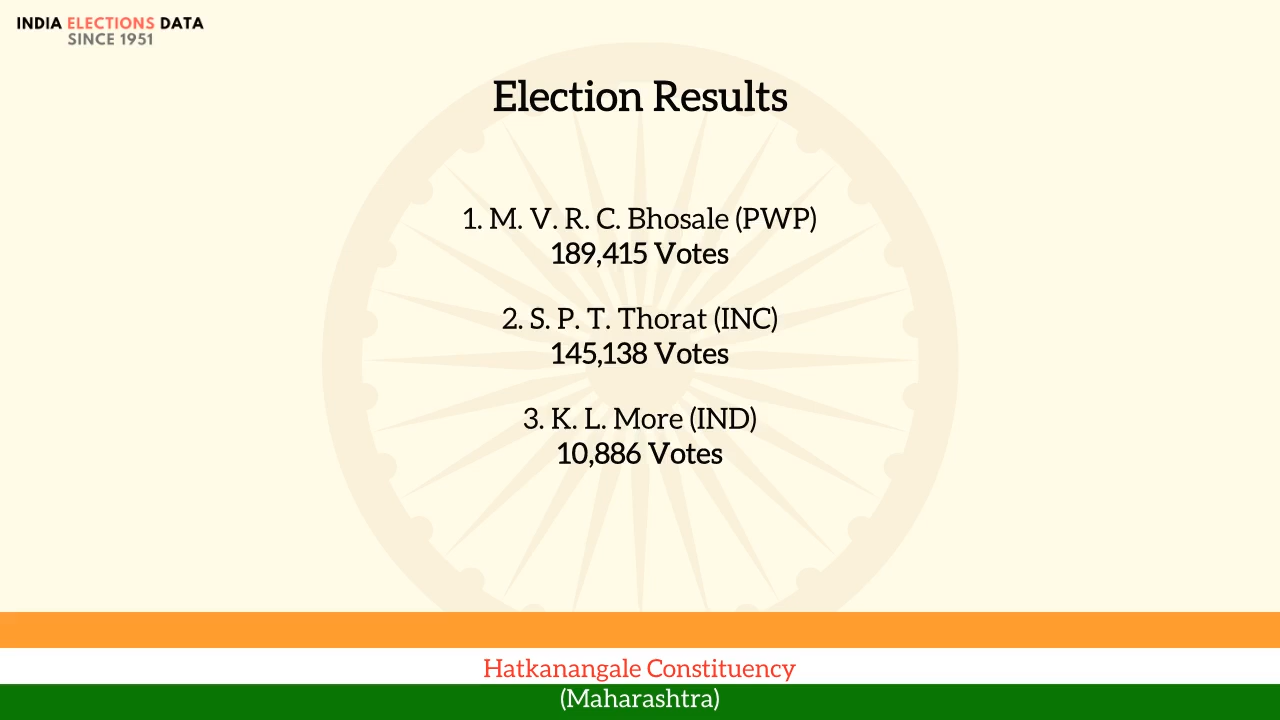 INDIA ELECTIONS DATA
SINCE 1951
Election Results
1. M. V. R. C. Bhosale (PWP)
189,415 Votes
2. S. P. T. Thorat (INC)
145,138 Votes
3. K. L. More (IND)
10,886 Votes
Hatkanangale Constituency
(Maharashtra)